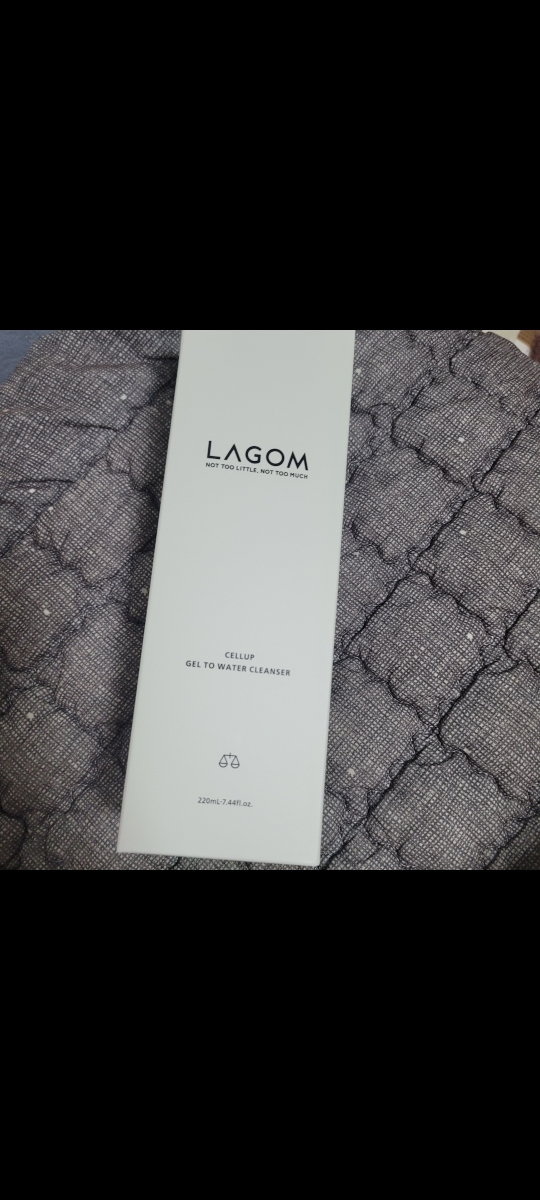 LAGOM
NOT TOO LITTLE, NOT TOO MUCH
CELLUP
GEL TO WATER CLEANSER
220mL·7.44fl.oz.